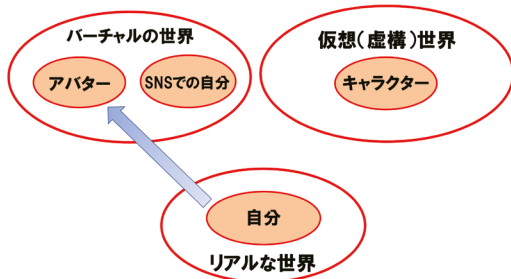 バーチャルの世界
アバター
SNSでの自分
仮想(虚構)世界
キャラクター
自分
リアルな世界